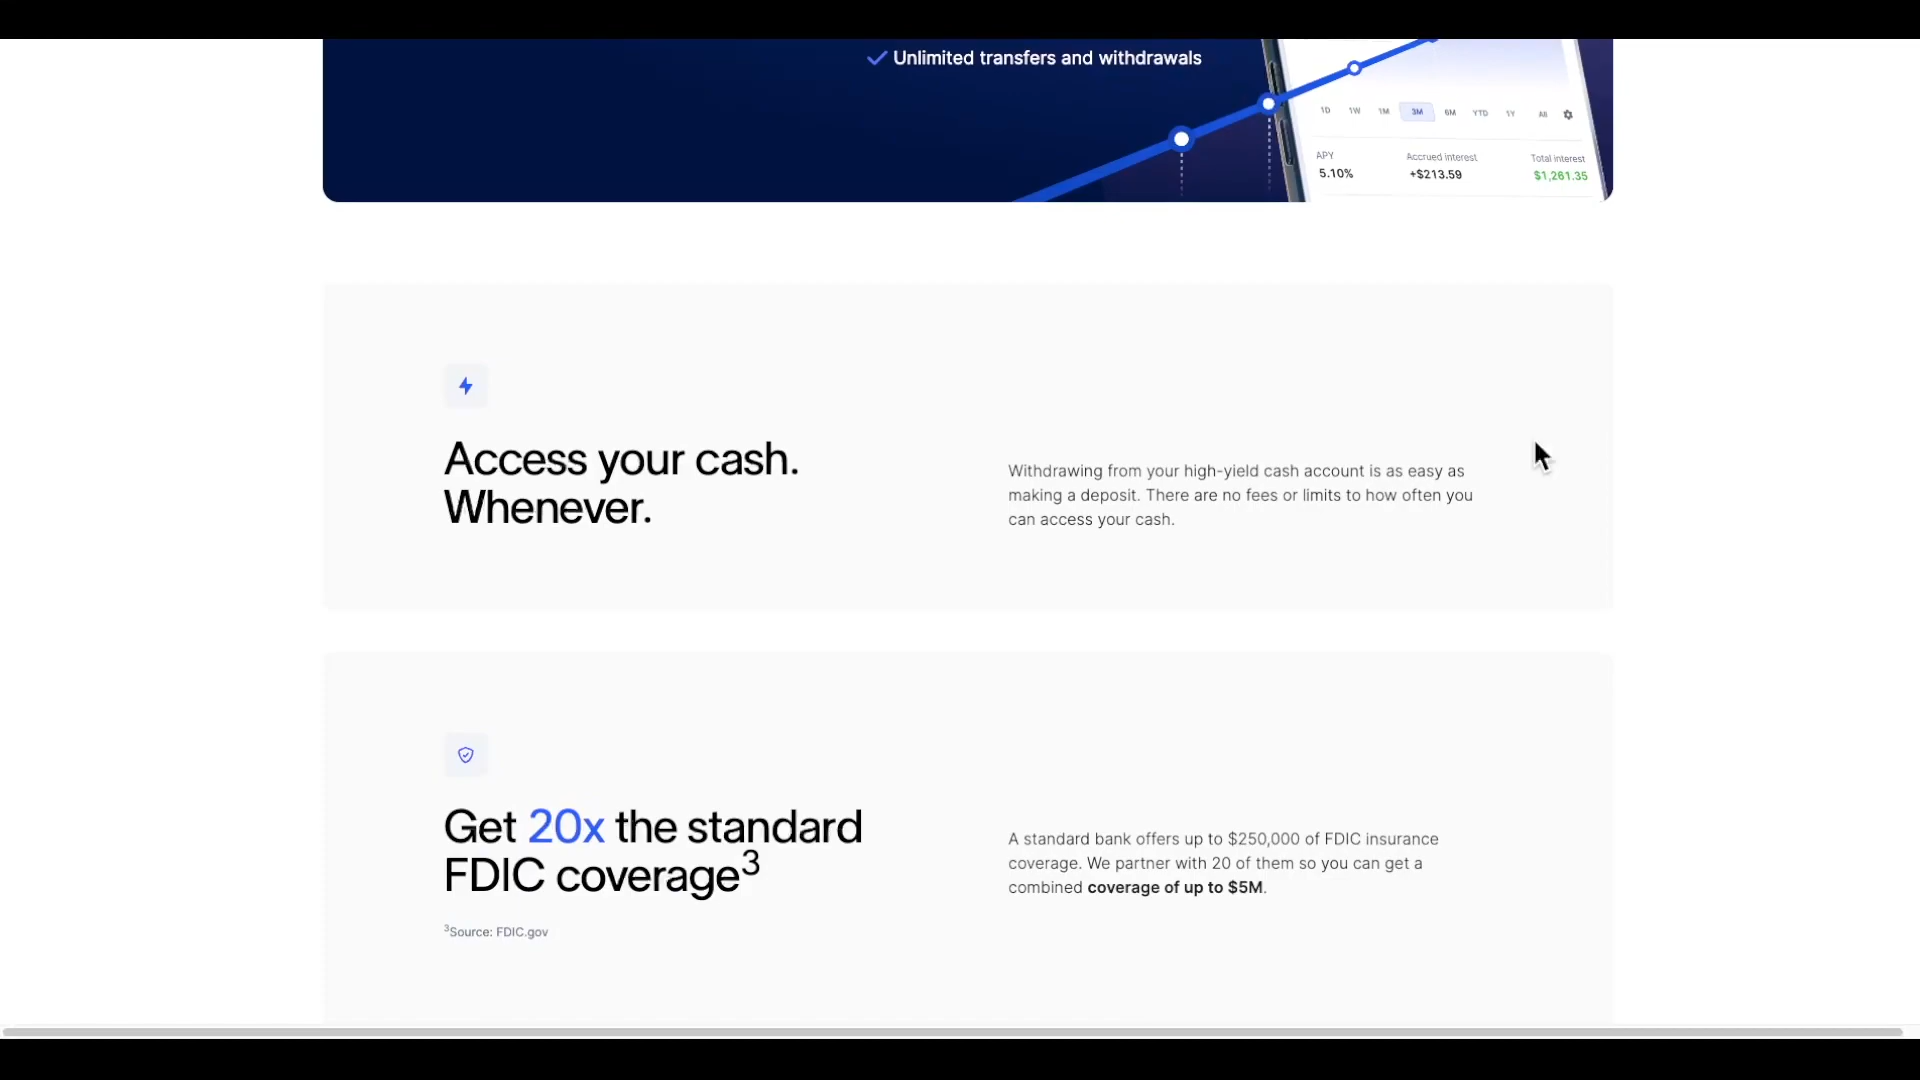 Unlimited transfers and withdrawals
1D 1W 1M 3M 6M YTD 1Y All
APY Accrued interest Total interest
5.10% +$213.59 $1,261.35
Access your cash.
Whenever.
Withdrawing from your high-yield cash account is as easy as
making a deposit. There are no fees or limits to how often you
can access your cash.
Get 20x the standard
FDIC coverage³
³Source: FDIC.gov
A standard bank offers up to $250,000 of FDIC insurance
coverage. We partner with 20 of them so you can get a
combined coverage of up to $5M.